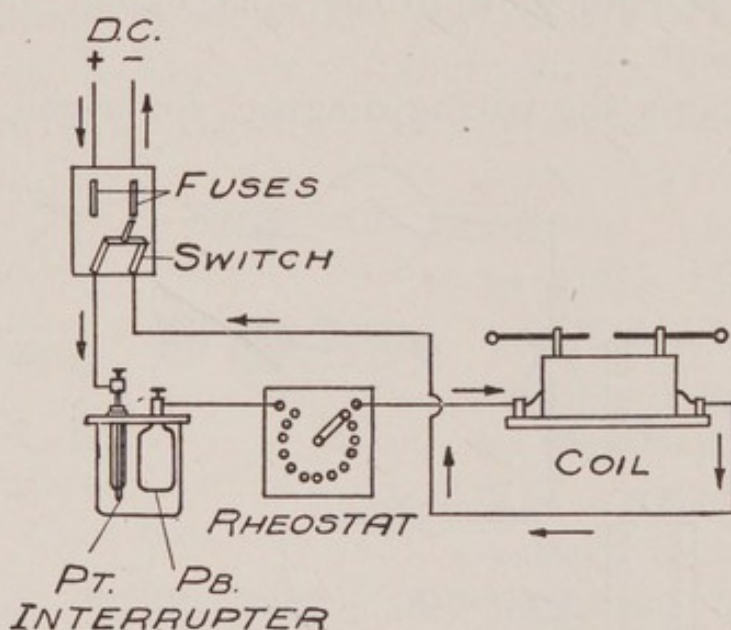 D.C.
+ −
FUSES
SWITCH
COIL
RHEOSTAT
PT. PB.
INTERRUPTER